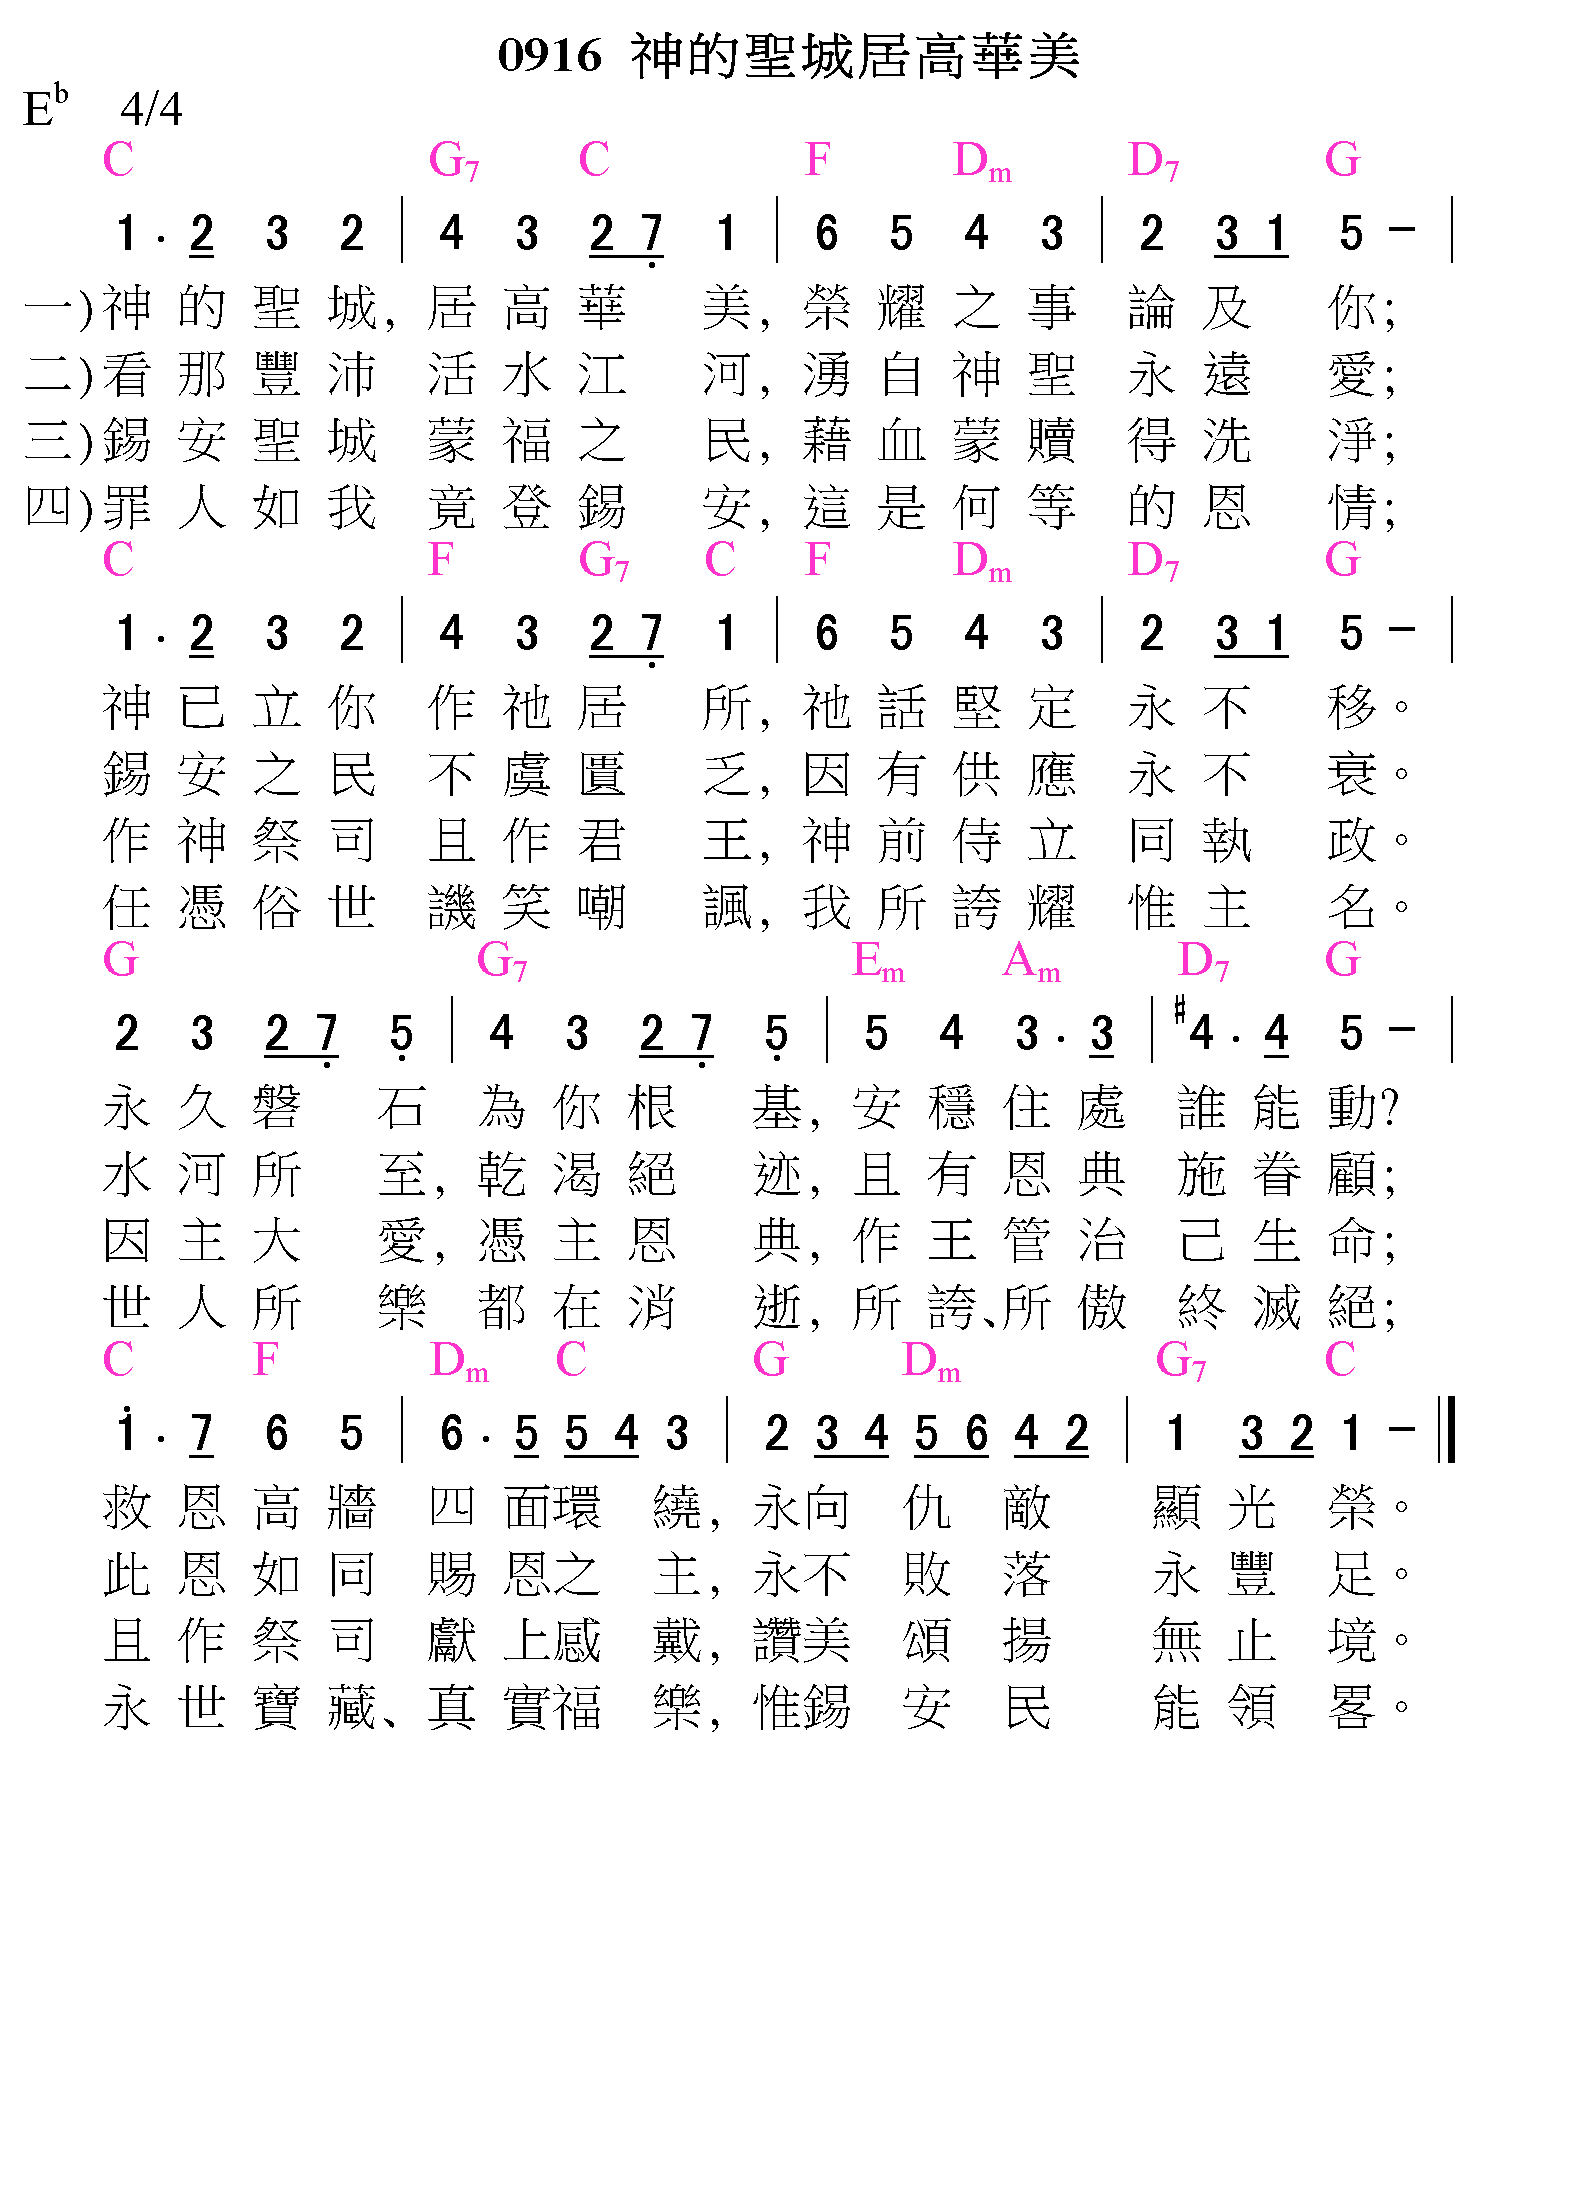 0916 神的聖城居高華美
E♭ 4/4
C G7 C F Dm D7 G
1 . 2 3 2 | 4 3 2 7̣ 1 | 6 5 4 3 | 2 3 1 5 – |
一)神的聖城, 居高華美, 榮耀之事論及你;
二)看那豐沛活水江河, 湧自神聖永遠愛;
三)錫安聖城蒙福之民, 藉血蒙贖得洗淨;
四)罪人如我竟登錫安, 這是何等的恩情;
C F G7 C F Dm D7 G
1 . 2 3 2 | 4 3 2 7̣ 1 | 6 5 4 3 | 2 3 1 5 – |
神已立你作祂居所, 祂話堅定永不移。
錫安之民不虞匱乏, 因有供應永不衰。
作神祭司且作君王, 神前侍立同執政。
任憑俗世譏笑嘲諷, 我所誇耀惟主名。
G G7 Em Am D7 G
2 3 2 7̣ 5̣ | 4 3 2 7̣ 5̣ | 5 4 3 . 3 | #4 . 4 5 – |
永久磐石為你根基, 安穩住處誰能動?
水河所至, 乾渴絕迹, 且有恩典施眷顧;
因主大愛, 憑主恩典, 作王管治己生命;
世人所樂都在消逝, 所誇、所傲終滅絕;
C F Dm C G Dm G7 C
1̇ . 7 6 5 | 6 . 5 5 4 3 | 2 3 4 5 6 4 2 | 1 3 2 1 – ‖
救恩高牆四面環繞, 永向仇敵顯光榮。
此恩如同賜恩之主, 永不敗落永豐足。
且作祭司獻上感戴, 讚美頌揚無止境。
永世寶藏、真實福樂, 惟錫安民能領畧。